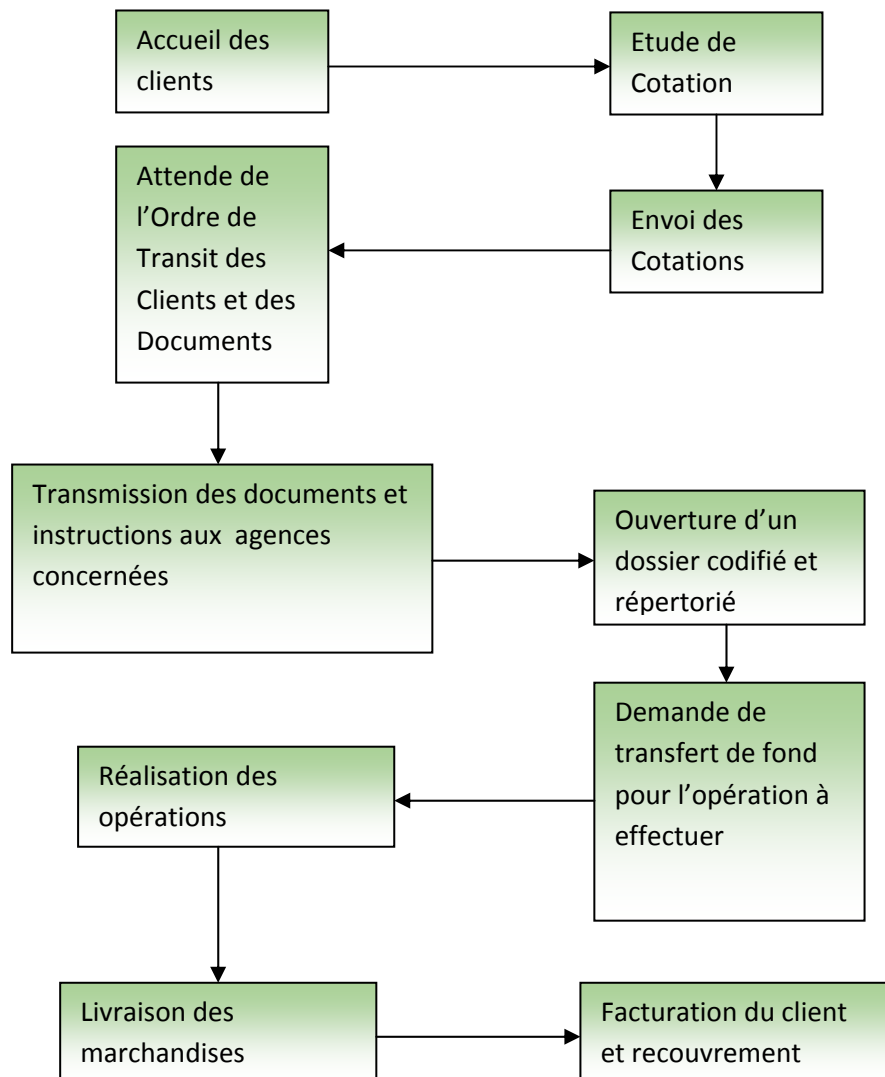 Accueil des
clients
Etude de
Cotation
Envoi des
Cotations
Attende de
l’Ordre de
Transit des
Clients et des
Documents
Transmission des documents et
instructions aux  agences
concernées
Ouverture d’un
dossier codifié et
répertorié
Demande de
transfert de fond
pour l’opération à
effectuer
Réalisation des
opérations
Livraison des
marchandises
Facturation du client
et recouvrement